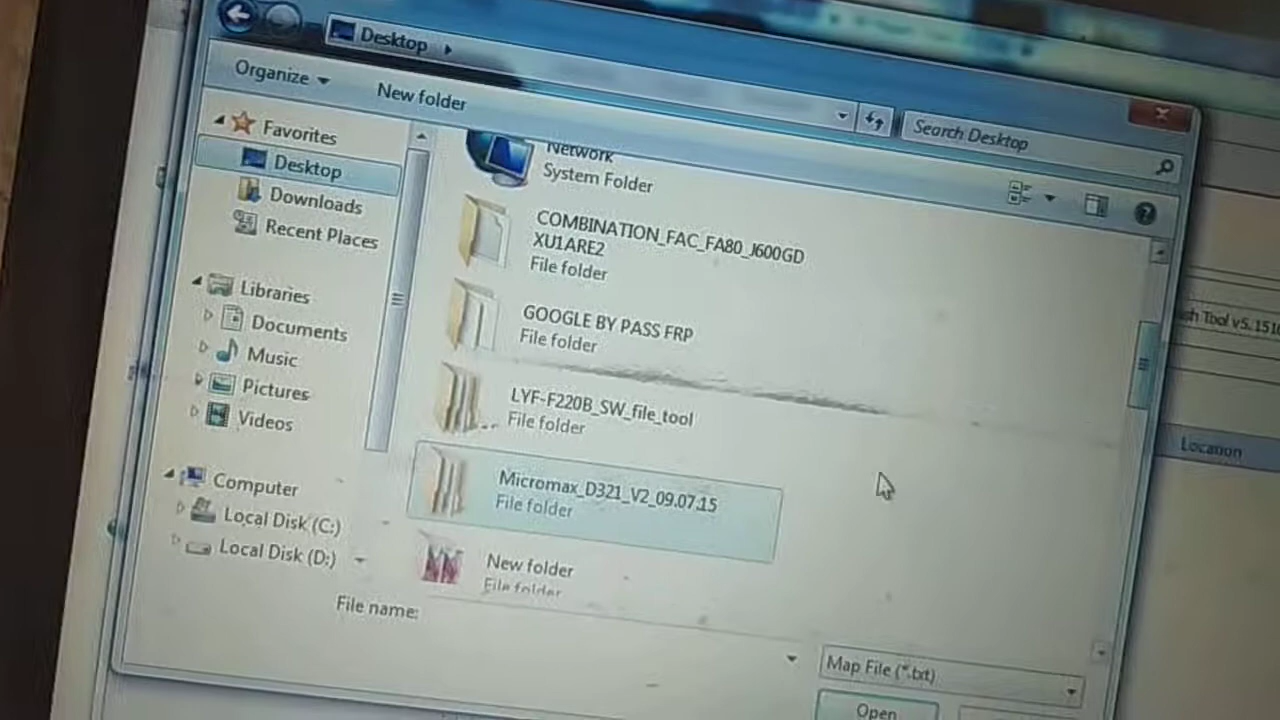 Desktop
Organize
New folder
Search Desktop
Favorites
Desktop
Downloads
Recent Places
Libraries
Documents
Music
Pictures
Videos
Computer
Local Disk (C:)
Local Disk (D:)
Network
System Folder
COMBINATION_FAC_FA80_J600GD
XU1ARE2
File folder
GOOGLE BY PASS FRP
File folder
LYF-F220B_SW_file_tool
File folder
Micromax_D321_V2_09.07.15
File folder
New folder
File folder
File name:
Map File (*.txt)
Open
Tool v5.151
Location